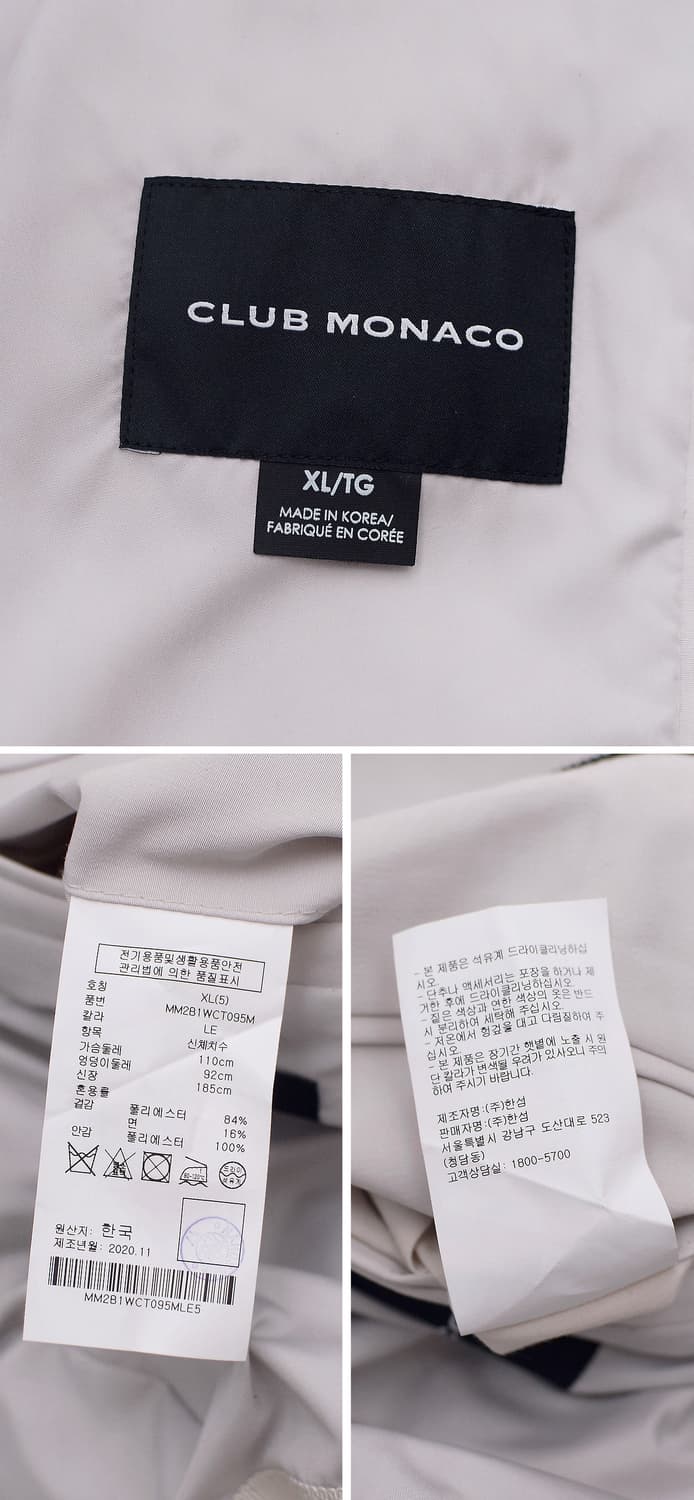 CLUB MONACO
XL/TG
MADE IN KOREA/
FABRIQUÉ EN CORÉE
전기용품및생활용품안전
관리법에 의한 품질표시
호칭 XL(5)
품번 MM2B1WCT095M
칼라 LE
항목 신체치수
가슴둘레 110cm
엉덩이둘레 92cm
신장 185cm
혼용률
겉감 폴리에스터 84%
면 16%
안감 폴리에스터 100%
드라이
석유계
원산지: 한국
제조년월: 2020.11
MM2B1WCT095MLE5
- 본 제품은 석유계 드라이클리닝하십
시오.
- 단추나 액세서리는 포장을 하거나 제
거한 후에 드라이클리닝하십시오.
- 짙은 색상과 연한 색상의 옷은 반드
시 분리하여 세탁해 주십시오.
- 저온에서 헝겊을 대고 다림질하여 주
십시오.
- 본 제품은 장기간 햇볕에 노출 시 원
단 칼라가 변색될 우려가 있사오니 주의
하여 주시기 바랍니다.
제조자명:(주)한섬
판매자명:(주)한섬
서울특별시 강남구 도산대로 523
(청담동)
고객상담실: 1800-5700